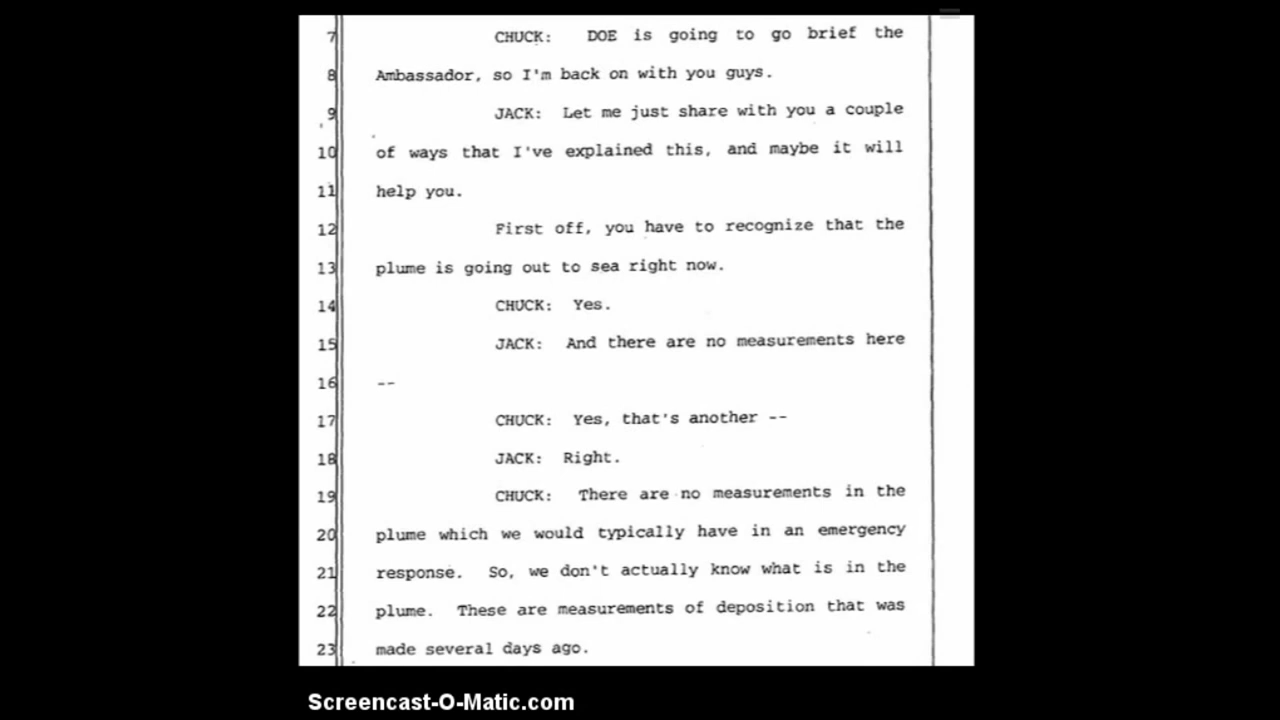 7 CHUCK: DOE is going to go brief the
8 Ambassador, so I'm back on with you guys.
9 JACK: Let me just share with you a couple
10 of ways that I've explained this, and maybe it will
11 help you.
12 First off, you have to recognize that the
13 plume is going out to sea right now.
14 CHUCK: Yes.
15 JACK: And there are no measurements here
16 --
17 CHUCK: Yes, that's another --
18 JACK: Right.
19 CHUCK: There are no measurements in the
20 plume which we would typically have in an emergency
21 response. So, we don't actually know what is in the
22 plume. These are measurements of deposition that was
23 made several days ago.
Screencast-O-Matic.com